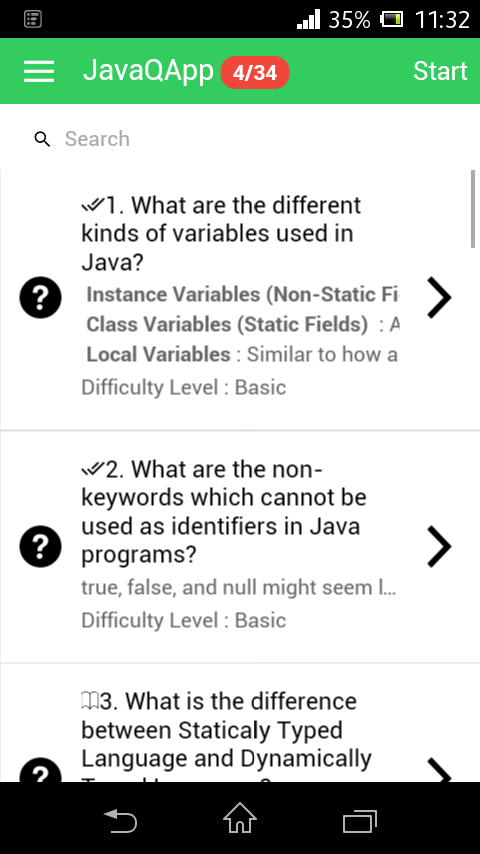 35% 11:32
JavaQApp 4/34 Start
Search
1. What are the different
kinds of variables used in
Java?
Instance Variables (Non-Static Fi
Class Variables (Static Fields) : A
Local Variables : Similar to how a
Difficulty Level : Basic
2. What are the non-
keywords which cannot be
used as identifiers in Java
programs?
true, false, and null might seem l...
Difficulty Level : Basic
3. What is the difference
between Staticaly Typed
Language and Dynamically